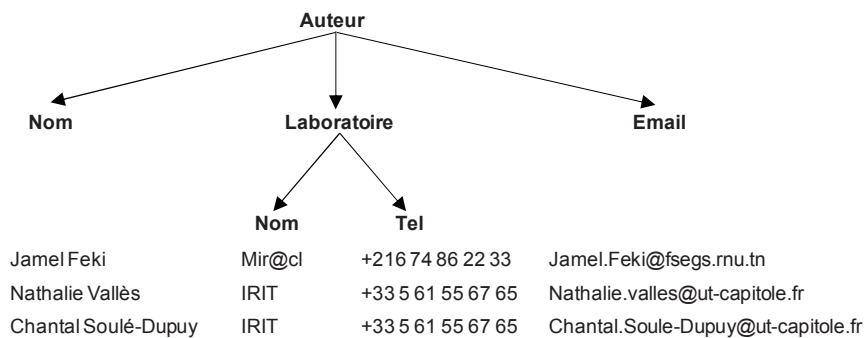 Auteur
Nom Laboratoire Email
Nom Tel
Jamel Feki Mir@cl +216 74 86 22 33 Jamel.Feki@fsegs.rnu.tn
Nathalie Vallès IRIT +33 5 61 55 67 65 Nathalie.valles@ut-capitole.fr
Chantal Soulé-Dupuy IRIT +33 5 61 55 67 65 Chantal.Soule-Dupuy@ut-capitole.fr